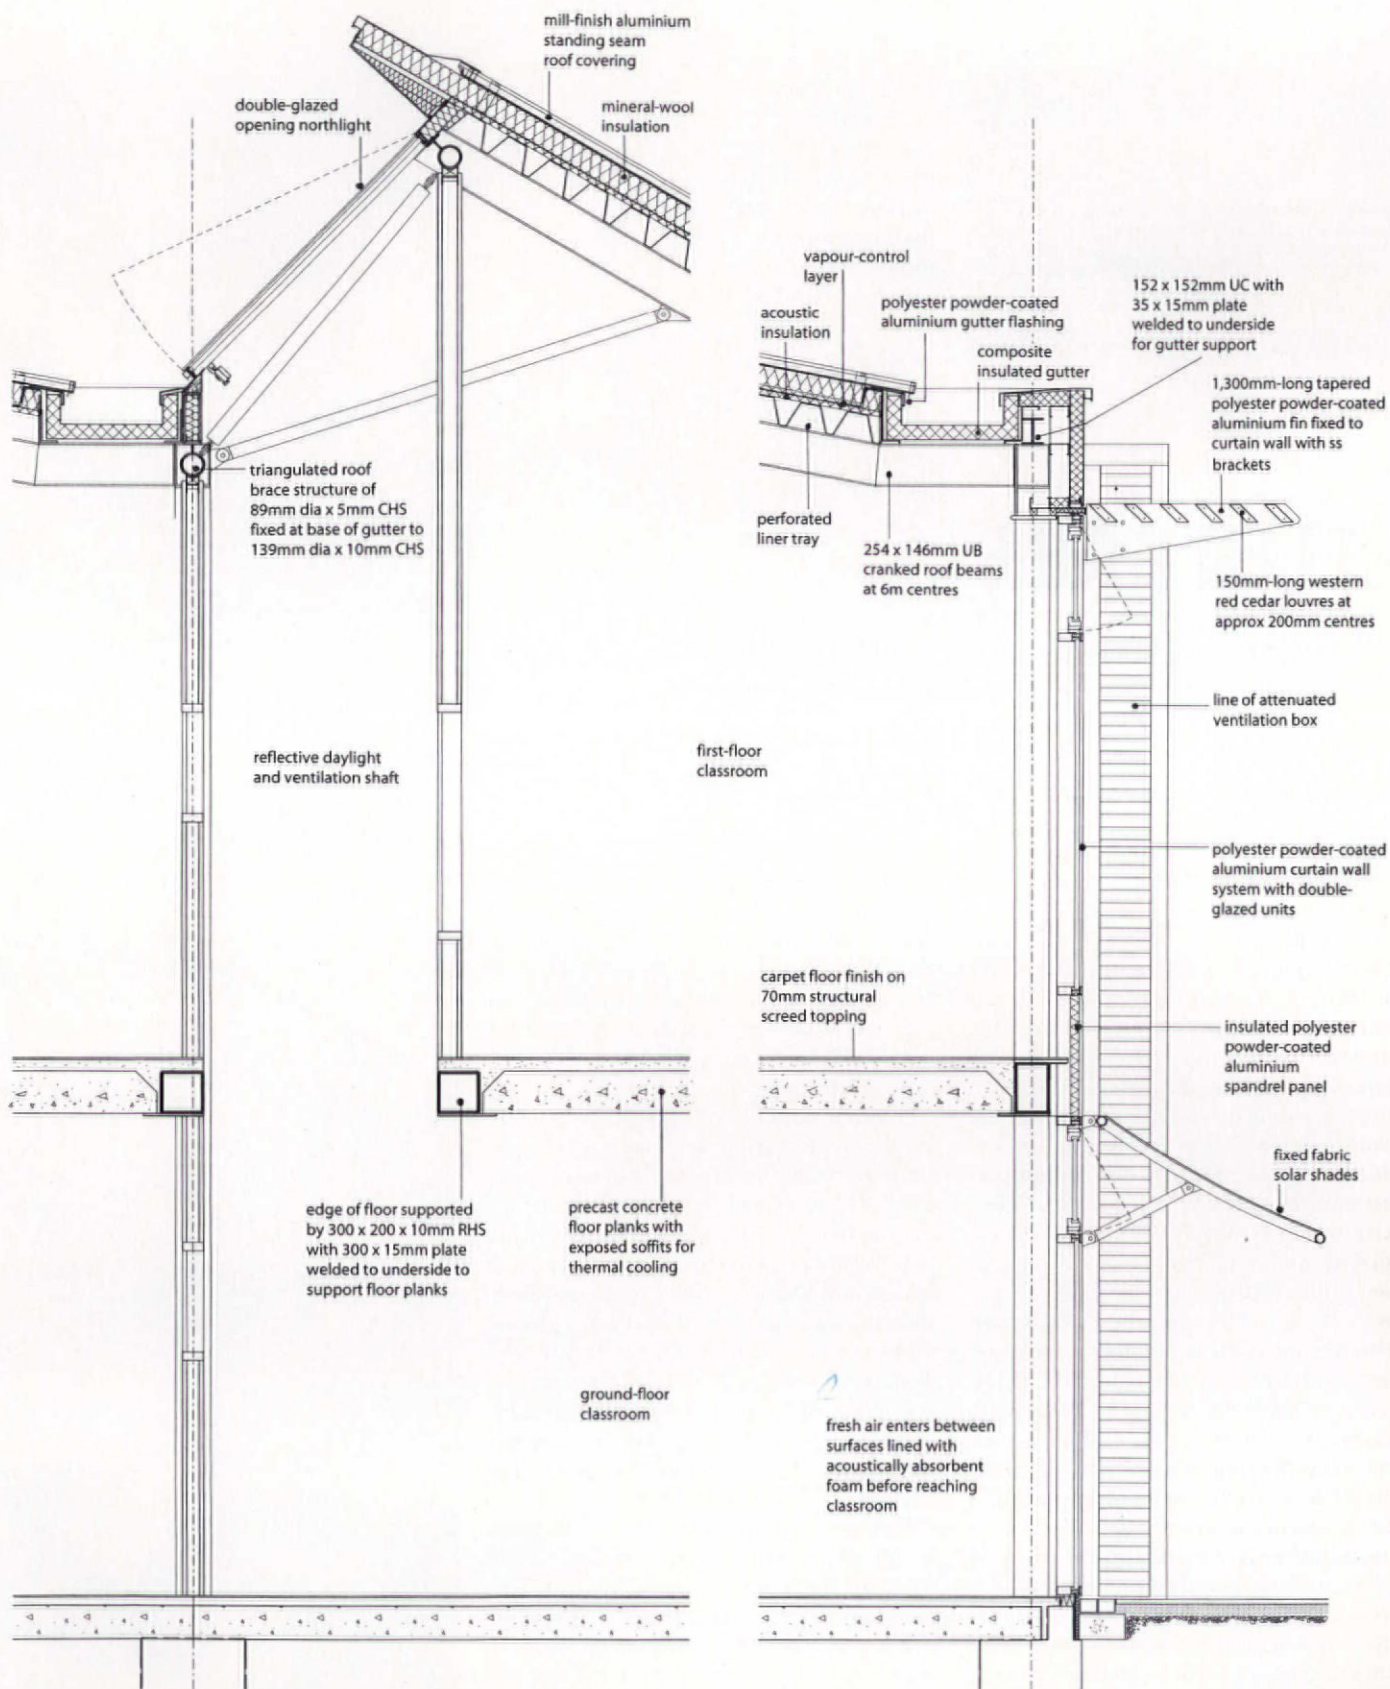 mill-finish aluminium
standing seam
roof covering
double-glazed
opening northlight
mineral-wool
insulation
triangulated roof
brace structure of
89mm dia x 5mm CHS
fixed at base of gutter to
139mm dia x 10mm CHS
reflective daylight
and ventilation shaft
first-floor
classroom
edge of floor supported
by 300 x 200 x 10mm RHS
with 300 x 15mm plate
welded to underside to
support floor planks
precast concrete
floor planks with
exposed soffits for
thermal cooling
ground-floor
classroom
vapour-control
layer
acoustic
insulation
polyester powder-coated
aluminium gutter flashing
composite
insulated gutter
152 x 152mm UC with
35 x 15mm plate
welded to underside
for gutter support
1,300mm-long tapered
polyester powder-coated
aluminium fin fixed to
curtain wall with ss
brackets
perforated
liner tray
254 x 146mm UB
cranked roof beams
at 6m centres
150mm-long western
red cedar louvres at
approx 200mm centres
line of attenuated
ventilation box
polyester powder-coated
aluminium curtain wall
system with double-
glazed units
carpet floor finish on
70mm structural
screed topping
insulated polyester
powder-coated
aluminium
spandrel panel
fixed fabric
solar shades
fresh air enters between
surfaces lined with
acoustically absorbent
foam before reaching
classroom